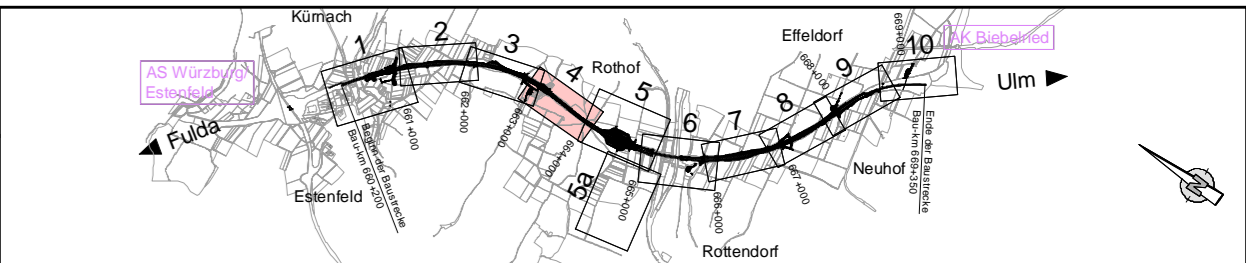 Kürnach
1
2
3
4
5
5a
6
7
8
9
10
Rothof
Effeldorf
AK Biebelried
AS Würzburg/
Estenfeld
Fulda
Ulm
Estenfeld
Beginn der Baustrecke
Bau-km 660+200
661+000
662+000
663+000
664+000
665+000
666+000
667+000
668+000
669+000
Ende der Baustrecke
Bau-km 669+350
Neuhof
Rottendorf
N